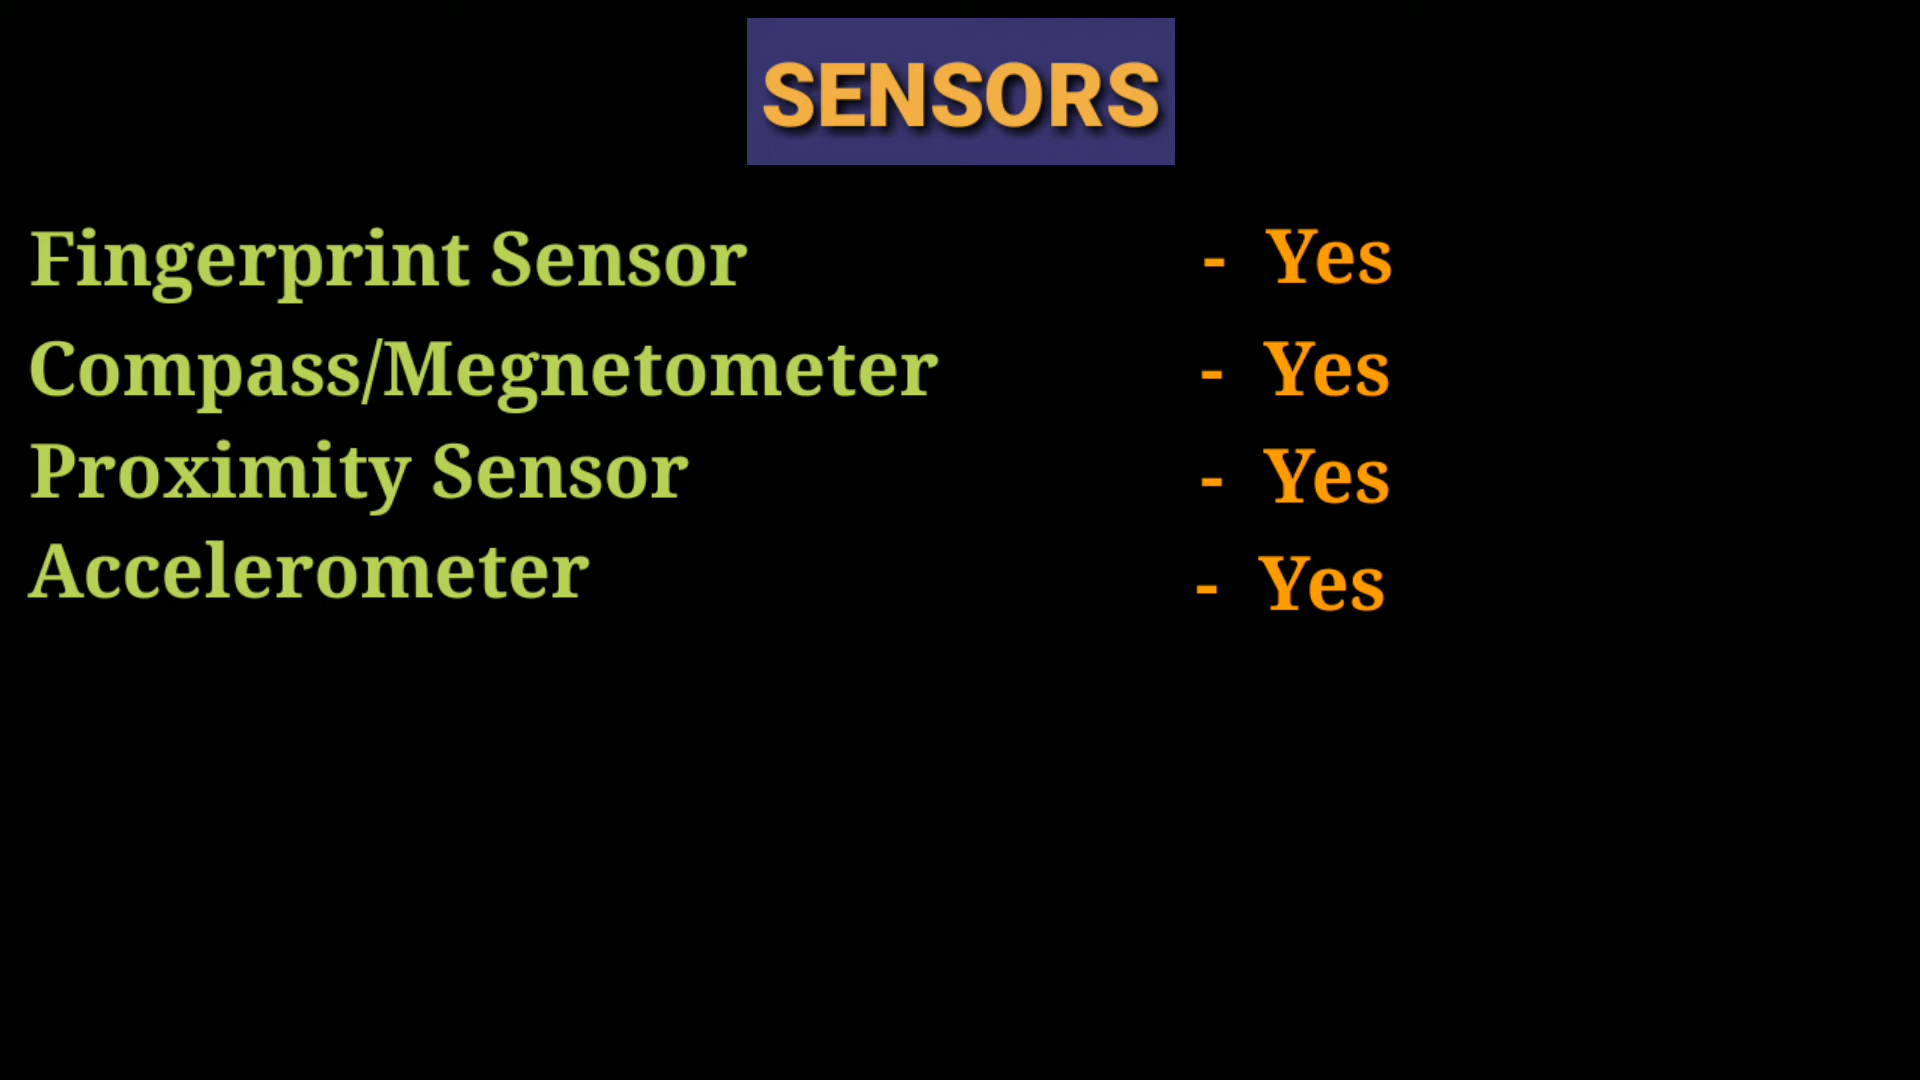 SENSORS
Fingerprint Sensor - Yes
Compass/Megnetometer - Yes
Proximity Sensor - Yes
Accelerometer - Yes